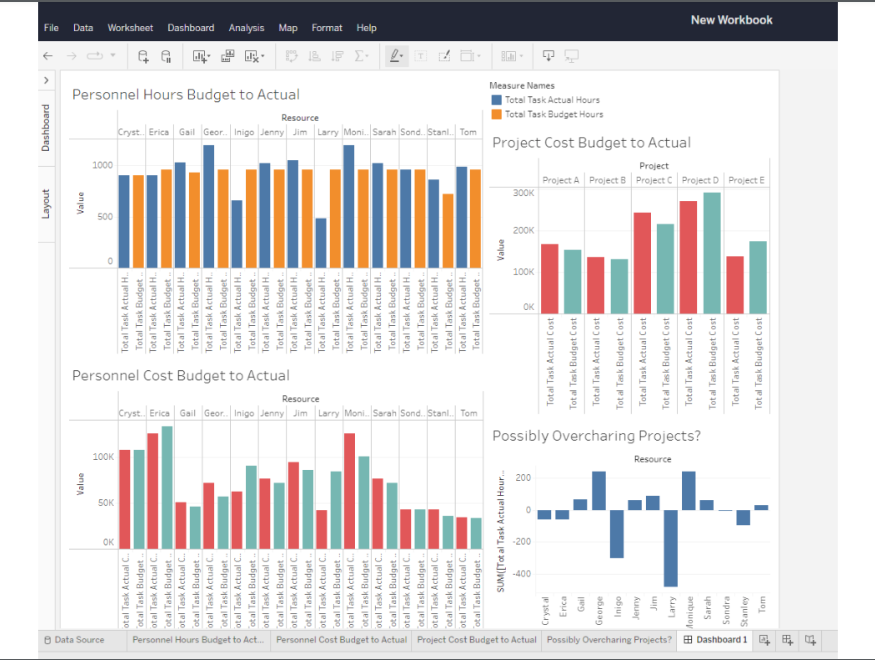 New Workbook
File Data Worksheet Dashboard Analysis Map Format Help
Dashboard
Layout
Personnel Hours Budget to Actual
Resource
Cryst.. Erica Gail Geor.. Inigo Jenny Jim Larry Moni.. Sarah Sond.. Stanl.. Tom
Value
1000
500
0
Total Task Actual H..
Total Task Budget ..
Total Task Actual H..
Total Task Budget ..
Total Task Actual H..
Total Task Budget ..
Total Task Actual H..
Total Task Budget ..
Total Task Actual H..
Total Task Budget ..
Total Task Actual H..
Total Task Budget ..
Total Task Actual H..
Total Task Budget ..
Total Task Actual H..
Total Task Budget ..
Total Task Actual H..
Total Task Budget ..
Total Task Actual H..
Total Task Budget ..
Total Task Actual H..
Total Task Budget ..
Total Task Actual H..
Total Task Budget ..
Total Task Actual H..
Total Task Budget ..
Personnel Cost Budget to Actual
Resource
Cryst.. Erica Gail Geor.. Inigo Jenny Jim Larry Moni.. Sarah Sond.. Stanl.. Tom
Value
100K
50K
0K
otal Task Actual C..
otal Task Budget ..
otal Task Actual C..
otal Task Budget ..
otal Task Actual C..
otal Task Budget ..
otal Task Actual C..
otal Task Budget ..
otal Task Actual C..
otal Task Budget ..
otal Task Actual C..
otal Task Budget ..
otal Task Actual C..
otal Task Budget ..
otal Task Actual C..
otal Task Budget ..
otal Task Actual C..
otal Task Budget ..
otal Task Actual C..
otal Task Budget ..
otal Task Actual C..
otal Task Budget ..
otal Task Actual C..
otal Task Budget ..
otal Task Actual C..
otal Task Budget ..
Measure Names
Total Task Actual Hours
Total Task Budget Hours
Project Cost Budget to Actual
Project
Project A Project B Project C Project D Project E
Value
300K
200K
100K
0K
Total Task Actual Cost
Total Task Budget Cost
Total Task Actual Cost
Total Task Budget Cost
Total Task Actual Cost
Total Task Budget Cost
Total Task Actual Cost
Total Task Budget Cost
Total Task Actual Cost
Total Task Budget Cost
Possibly Overcharing Projects?
Resource
SUM([Total Task Actual Hour...
200
0
-200
-400
Crystal
Erica
Gail
George
Inigo
Jenny
Jim
Larry
Monique
Sarah
Sondra
Stanley
Tom
Data Source Personnel Hours Budget to Act... Personnel Cost Budget to Actual Project Cost Budget to Actual Possibly Overcharing Projects? Dashboard 1